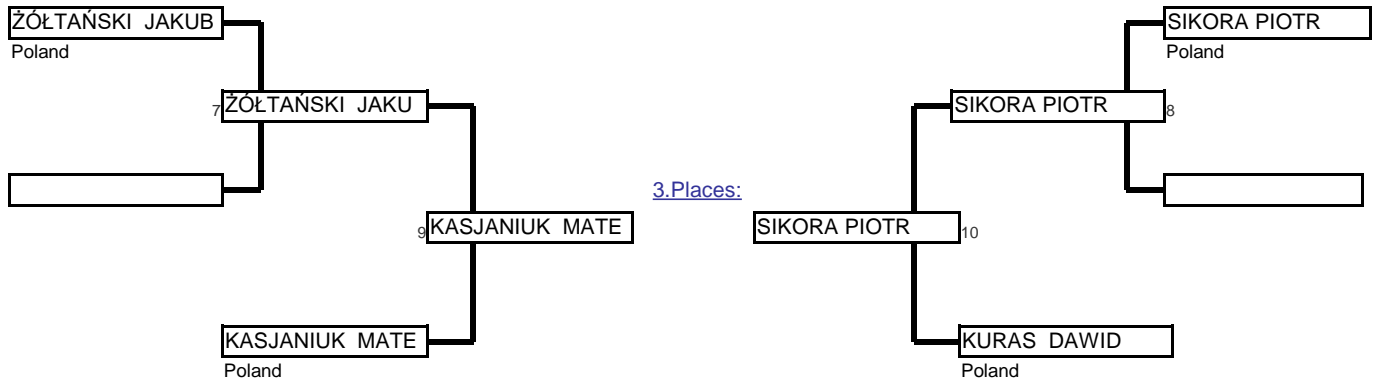 ŻÓŁTAŃSKI JAKUB
SIKORA PIOTR
Poland
Poland
7 ŻÓŁTAŃSKI JAKU
SIKORA PIOTR 8
3.Places:
9 KASJANIUK MATE
SIKORA PIOTR 10
KASJANIUK MATE
KURAS DAWID
Poland
Poland